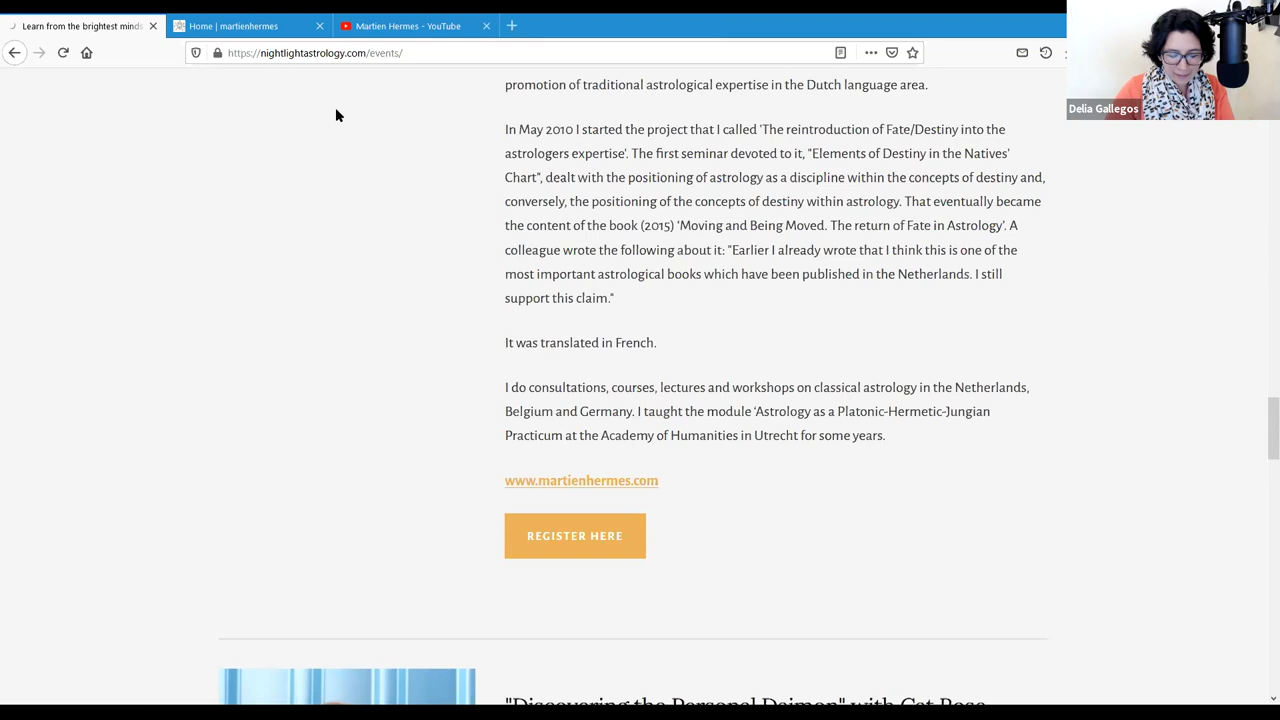 Learn from the brightest minds
Home | martienhermes
Martien Hermes - YouTube
https://nightlightastrology.com/events/
Delia Gallegos
promotion of traditional astrological expertise in the Dutch language area.
In May 2010 I started the project that I called 'The reintroduction of Fate/Destiny into the
astrologers expertise'. The first seminar devoted to it, "Elements of Destiny in the Natives'
Chart", dealt with the positioning of astrology as a discipline within the concepts of destiny and,
conversely, the positioning of the concepts of destiny within astrology. That eventually became
the content of the book (2015) ‘Moving and Being Moved. The return of Fate in Astrology’. A
colleague wrote the following about it: "Earlier I already wrote that I think this is one of the
most important astrological books which have been published in the Netherlands. I still
support this claim."
It was translated in French.
I do consultations, courses, lectures and workshops on classical astrology in the Netherlands,
Belgium and Germany. I taught the module ‘Astrology as a Platonic-Hermetic-Jungian
Practicum at the Academy of Humanities in Utrecht for some years.
www.martienhermes.com
REGISTER HERE
"Discovering the Personal Daimon" with Cat Rose